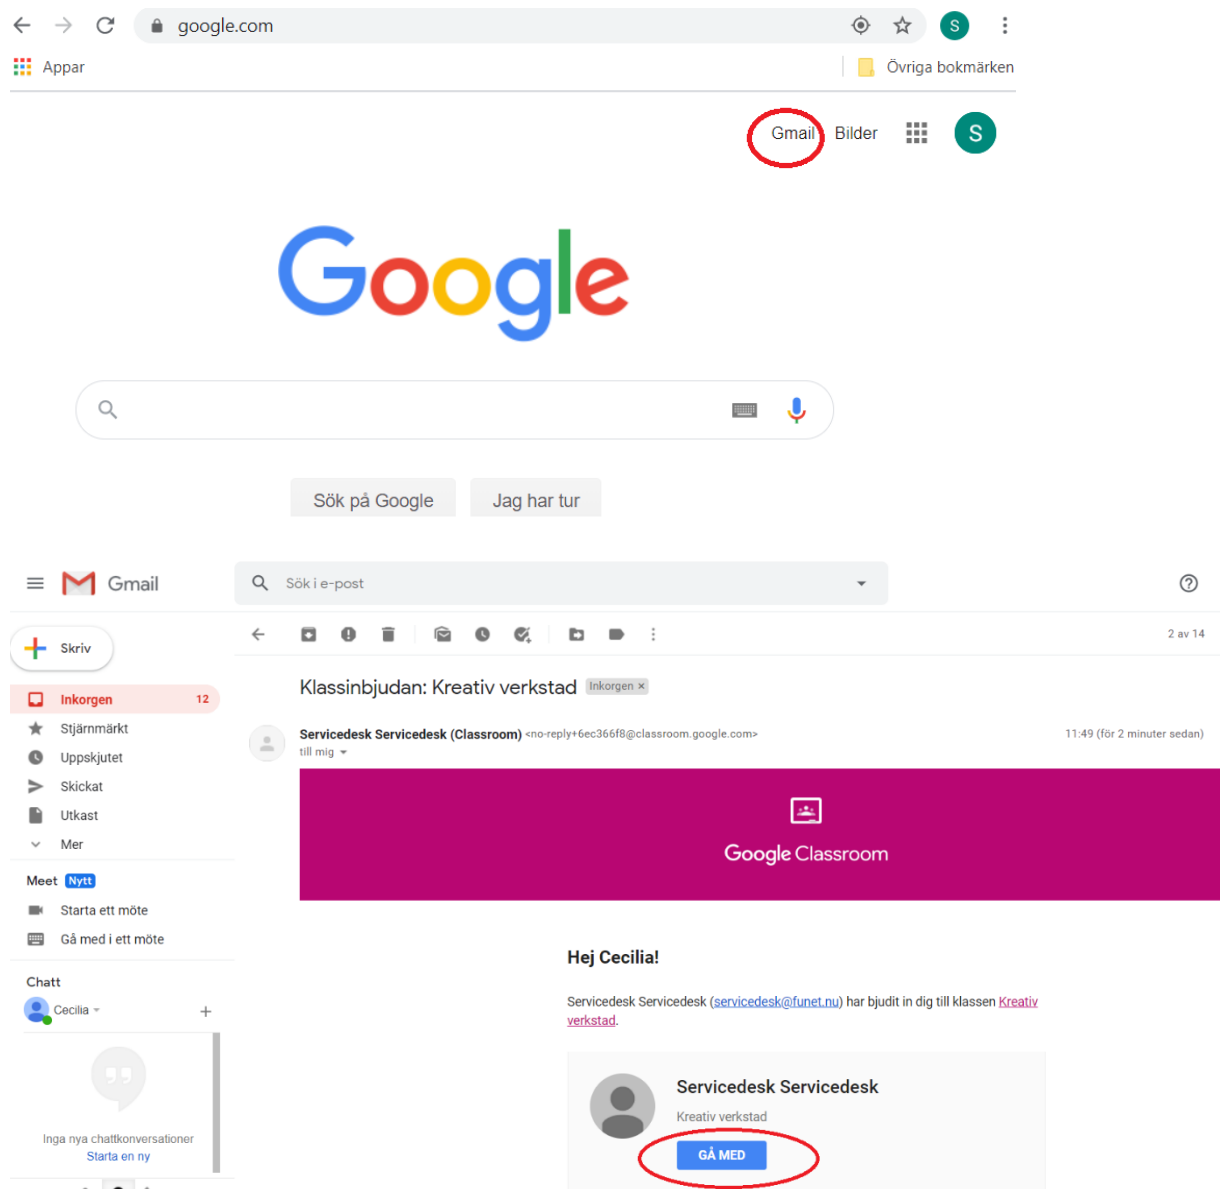 google.com
S
Appar
Övriga bokmärken
Gmail Bilder
S
Google
Sök på Google Jag har tur
Gmail
Sök i e-post
Skriv
2 av 14
Klassinbjudan: Kreativ verkstad Inkorgen ×
Inkorgen 12
Stjärnmärkt
Servicedesk Servicedesk (Classroom) <no-reply+6ec366f8@classroom.google.com> 11:49 (för 2 minuter sedan)
till mig
Uppskjutet
Skickat
Utkast
Mer
Google Classroom
Meet Nytt
Starta ett möte
Gå med i ett möte
Hej Cecilia!
Chatt
Cecilia
Servicedesk Servicedesk (servicedesk@funet.nu) har bjudit in dig till klassen Kreativ
verkstad.
Servicedesk Servicedesk
Kreativ verkstad
GÅ MED
Inga nya chattkonversationer
Starta en ny